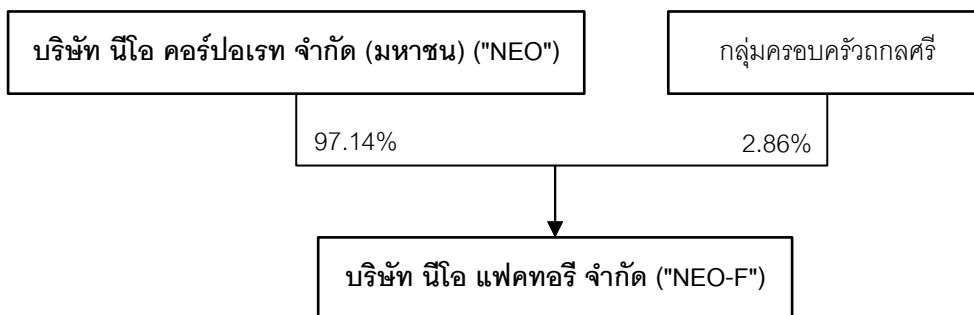 บริษัท นีโอ คอร์ปอเรท จำกัด (มหาชน) ("NEO")
กลุ่มครอบครัวถกลศรี
97.14%
2.86%
บริษัท นีโอ แฟคทอรี จำกัด ("NEO-F")